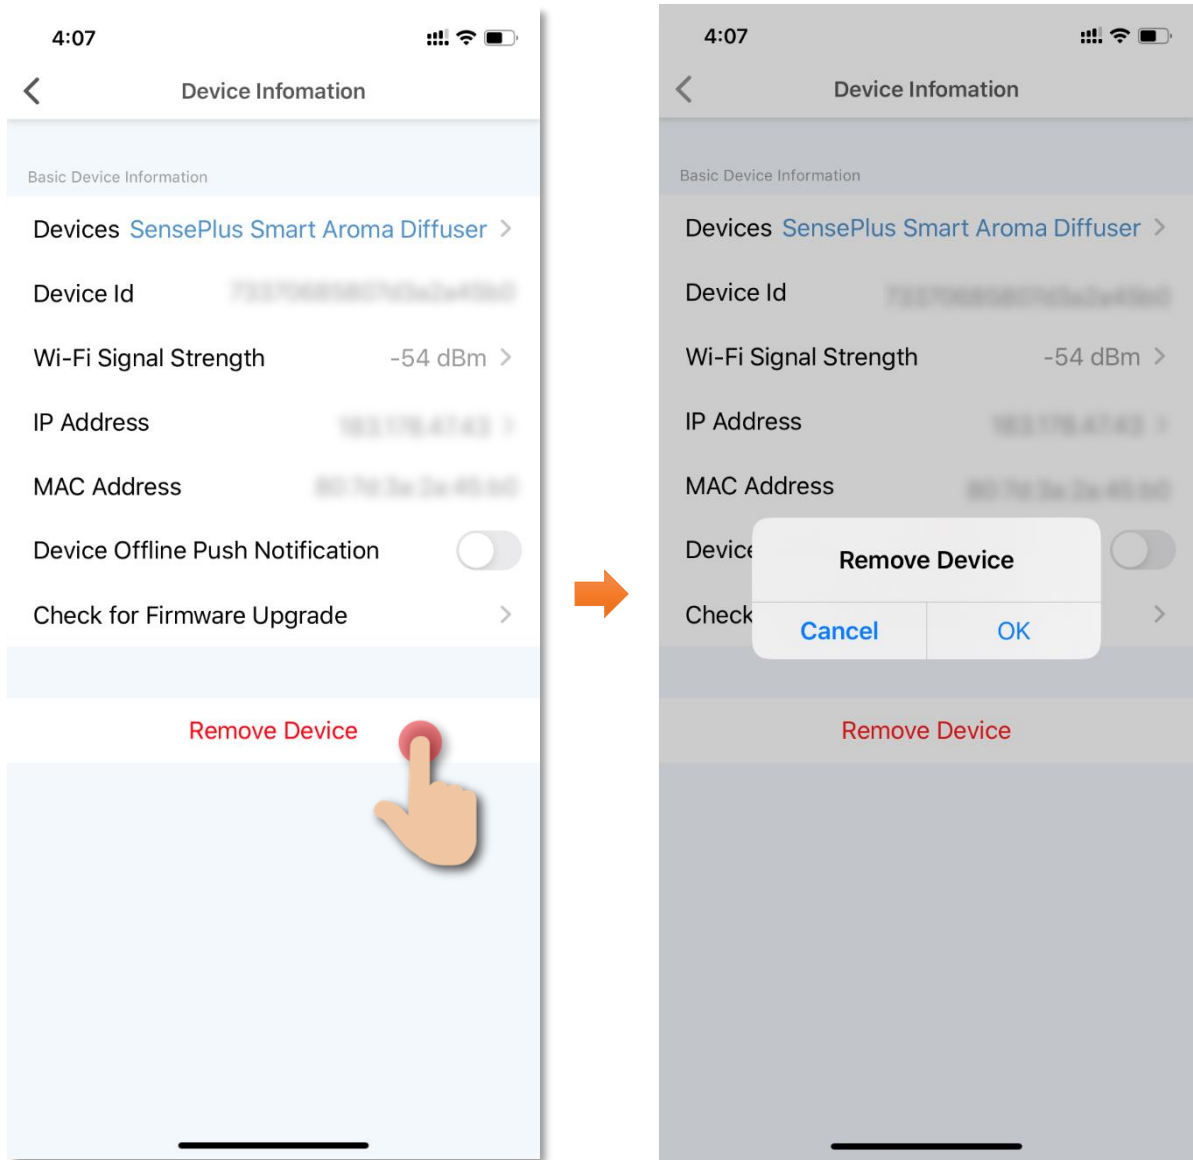 4:07
Device Infomation
Basic Device Information
Devices SensePlus Smart Aroma Diffuser
Device Id
Wi-Fi Signal Strength -54 dBm
IP Address
MAC Address
Device Offline Push Notification
Check for Firmware Upgrade
Remove Device
4:07
Device Infomation
Basic Device Information
Devices SensePlus Smart Aroma Diffuser
Device Id
Wi-Fi Signal Strength -54 dBm
IP Address
MAC Address
Device
Remove Device
Check
Cancel OK
Remove Device